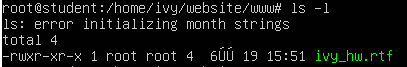 root@student:/home/ivy/website/www# ls -l
ls: error initializing month strings
total 4
-rwxr-xr-x 1 root root 4  6ÚÚ 19 15:51 ivy_hw.rtf